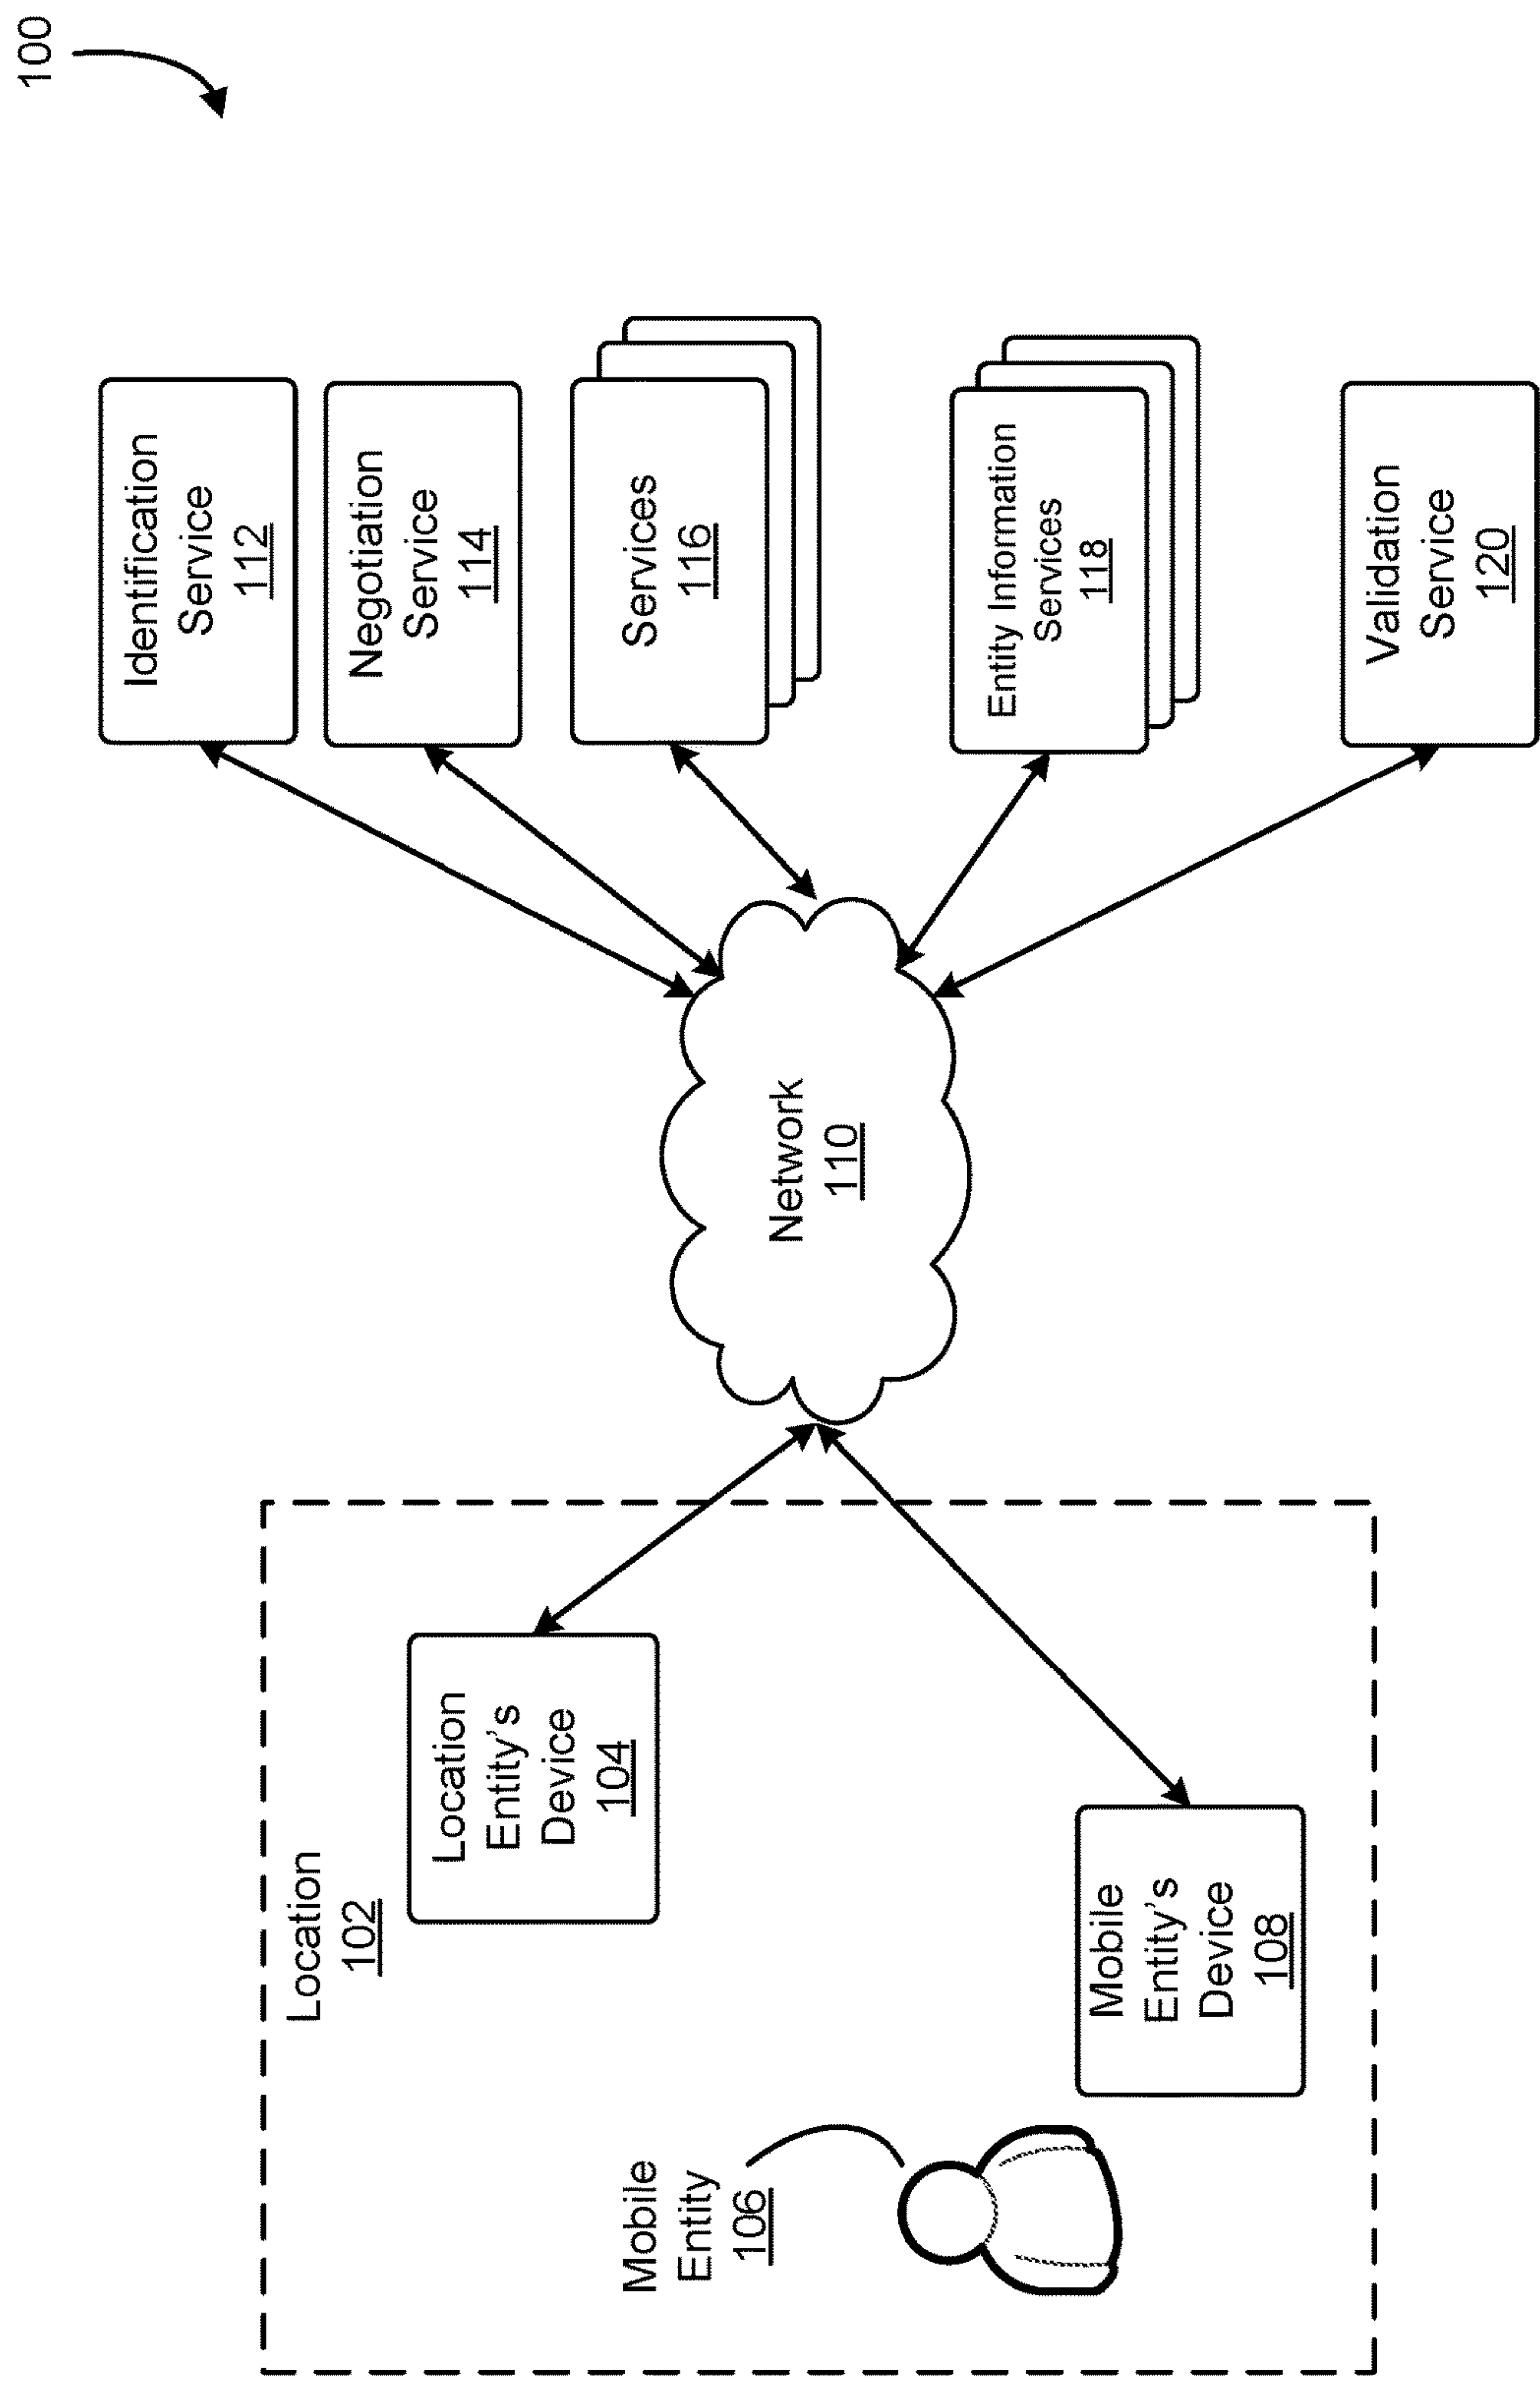 100
Identification
Service
112
Negotiation
Service
114
Services
116
Entity Information
Services
118
Validation
Service
120
Network
110
Location
102
Location
Entity's
Device
104
Mobile
Entity
106
Mobile
Entity's
Device
108